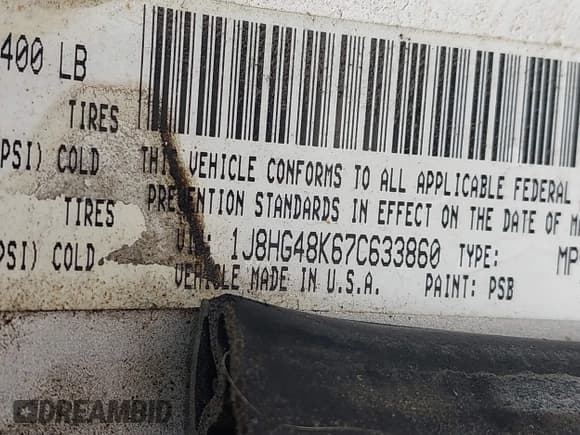 400 LB
TIRES
PSI) COLD THIS VEHICLE CONFORMS TO ALL APPLICABLE FEDERAL
PREVENTION STANDARDS IN EFFECT ON THE DATE OF M
TIRES
VIN: 1J8HG48K67C633860 TYPE: MP
PSI) COLD
VEHICLE MADE IN U.S.A. PAINT: PSB
DREAMBID